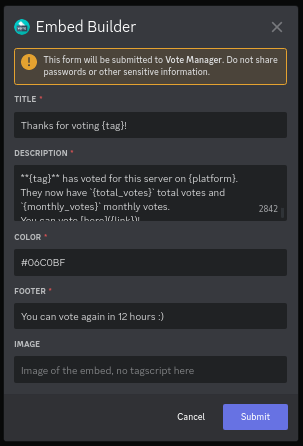 Embed Builder
This form will be submitted to Vote Manager. Do not share
passwords or other sensitive information.
TITLE *
Thanks for voting {tag}!
DESCRIPTION *
**{tag}** has voted for this server on {platform}.
They now have `{total_votes}` total votes and
`{monthly_votes}` monthly votes.
You can vote [here]({link})!
2842
COLOR *
#06C0BF
FOOTER *
You can vote again in 12 hours :)
IMAGE
Image of the embed, no tagscript here
Cancel
Submit